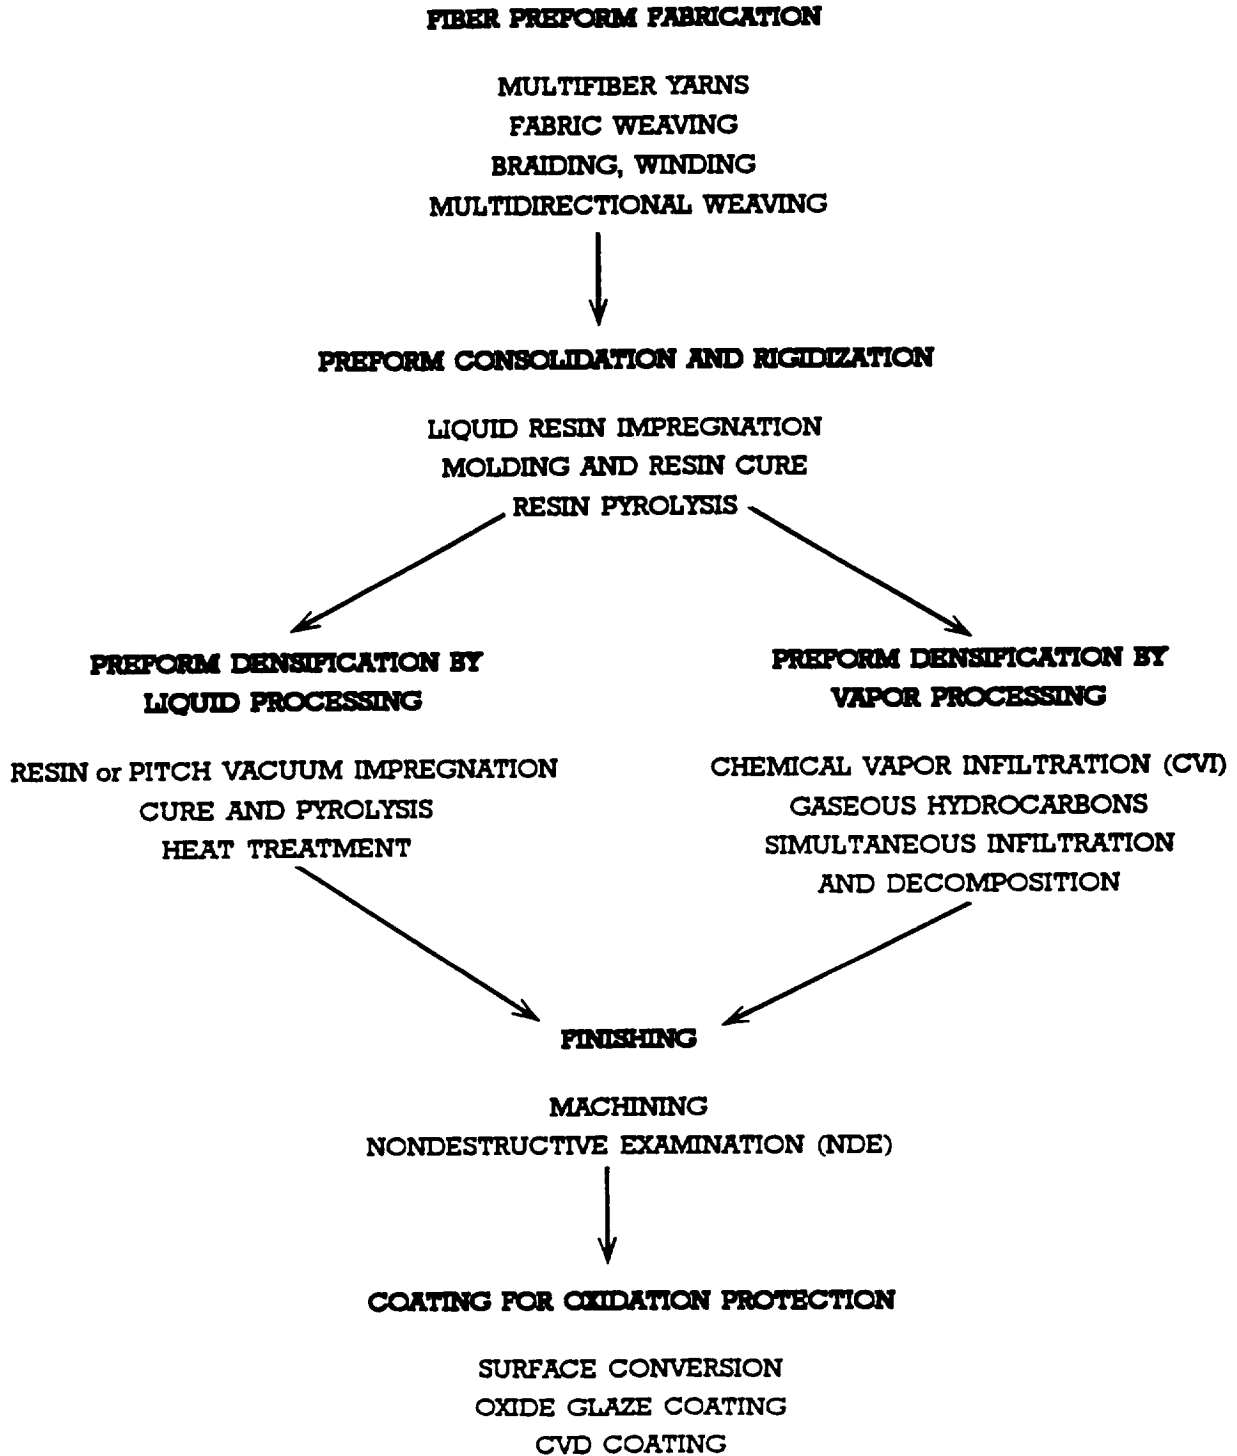 FIBER PREFORM FABRICATION
MULTIFIBER YARNS
FABRIC WEAVING
BRAIDING, WINDING
MULTIDIRECTIONAL WEAVING
PREFORM CONSOLIDATION AND RIGIDIZATION
LIQUID RESIN IMPREGNATION
MOLDING AND RESIN CURE
RESIN PYROLYSIS
PREFORM DENSIFICATION BY
LIQUID PROCESSING
RESIN or PITCH VACUUM IMPREGNATION
CURE AND PYROLYSIS
HEAT TREATMENT
PREFORM DENSIFICATION BY
VAPOR PROCESSING
CHEMICAL VAPOR INFILTRATION (CVI)
GASEOUS HYDROCARBONS
SIMULTANEOUS INFILTRATION
AND DECOMPOSITION
FINISHING
MACHINING
NONDESTRUCTIVE EXAMINATION (NDE)
COATING FOR OXIDATION PROTECTION
SURFACE CONVERSION
OXIDE GLAZE COATING
CVD COATING